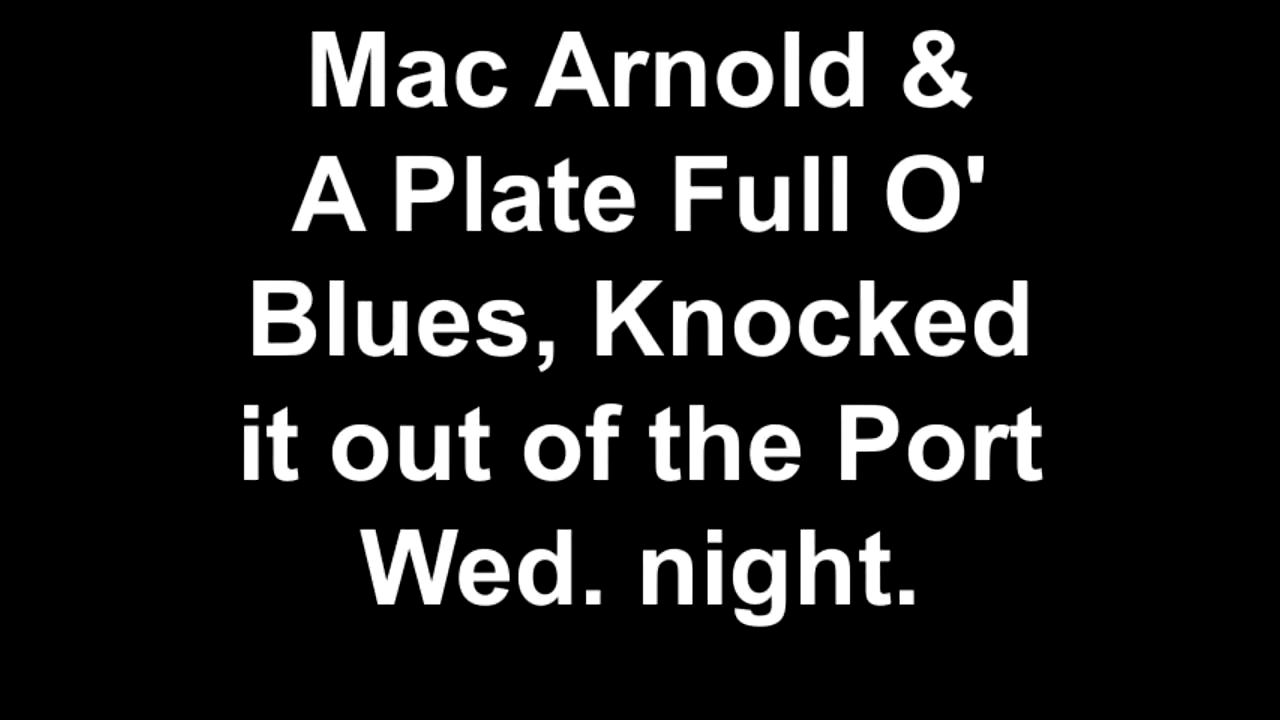 Mac Arnold &
A Plate Full O'
Blues, Knocked
it out of the Port
Wed. night.